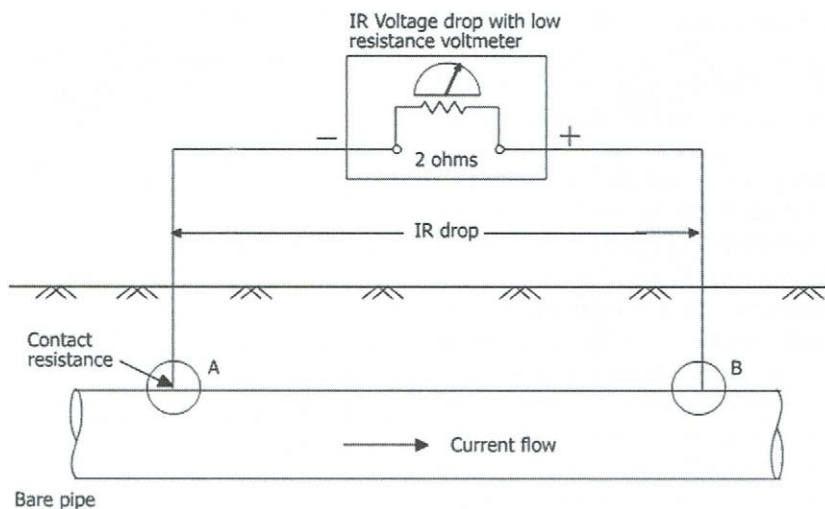 IR Voltage drop with low
resistance voltmeter
− +
2 ohms
IR drop
Contact
resistance
A
B
Current flow
Bare pipe